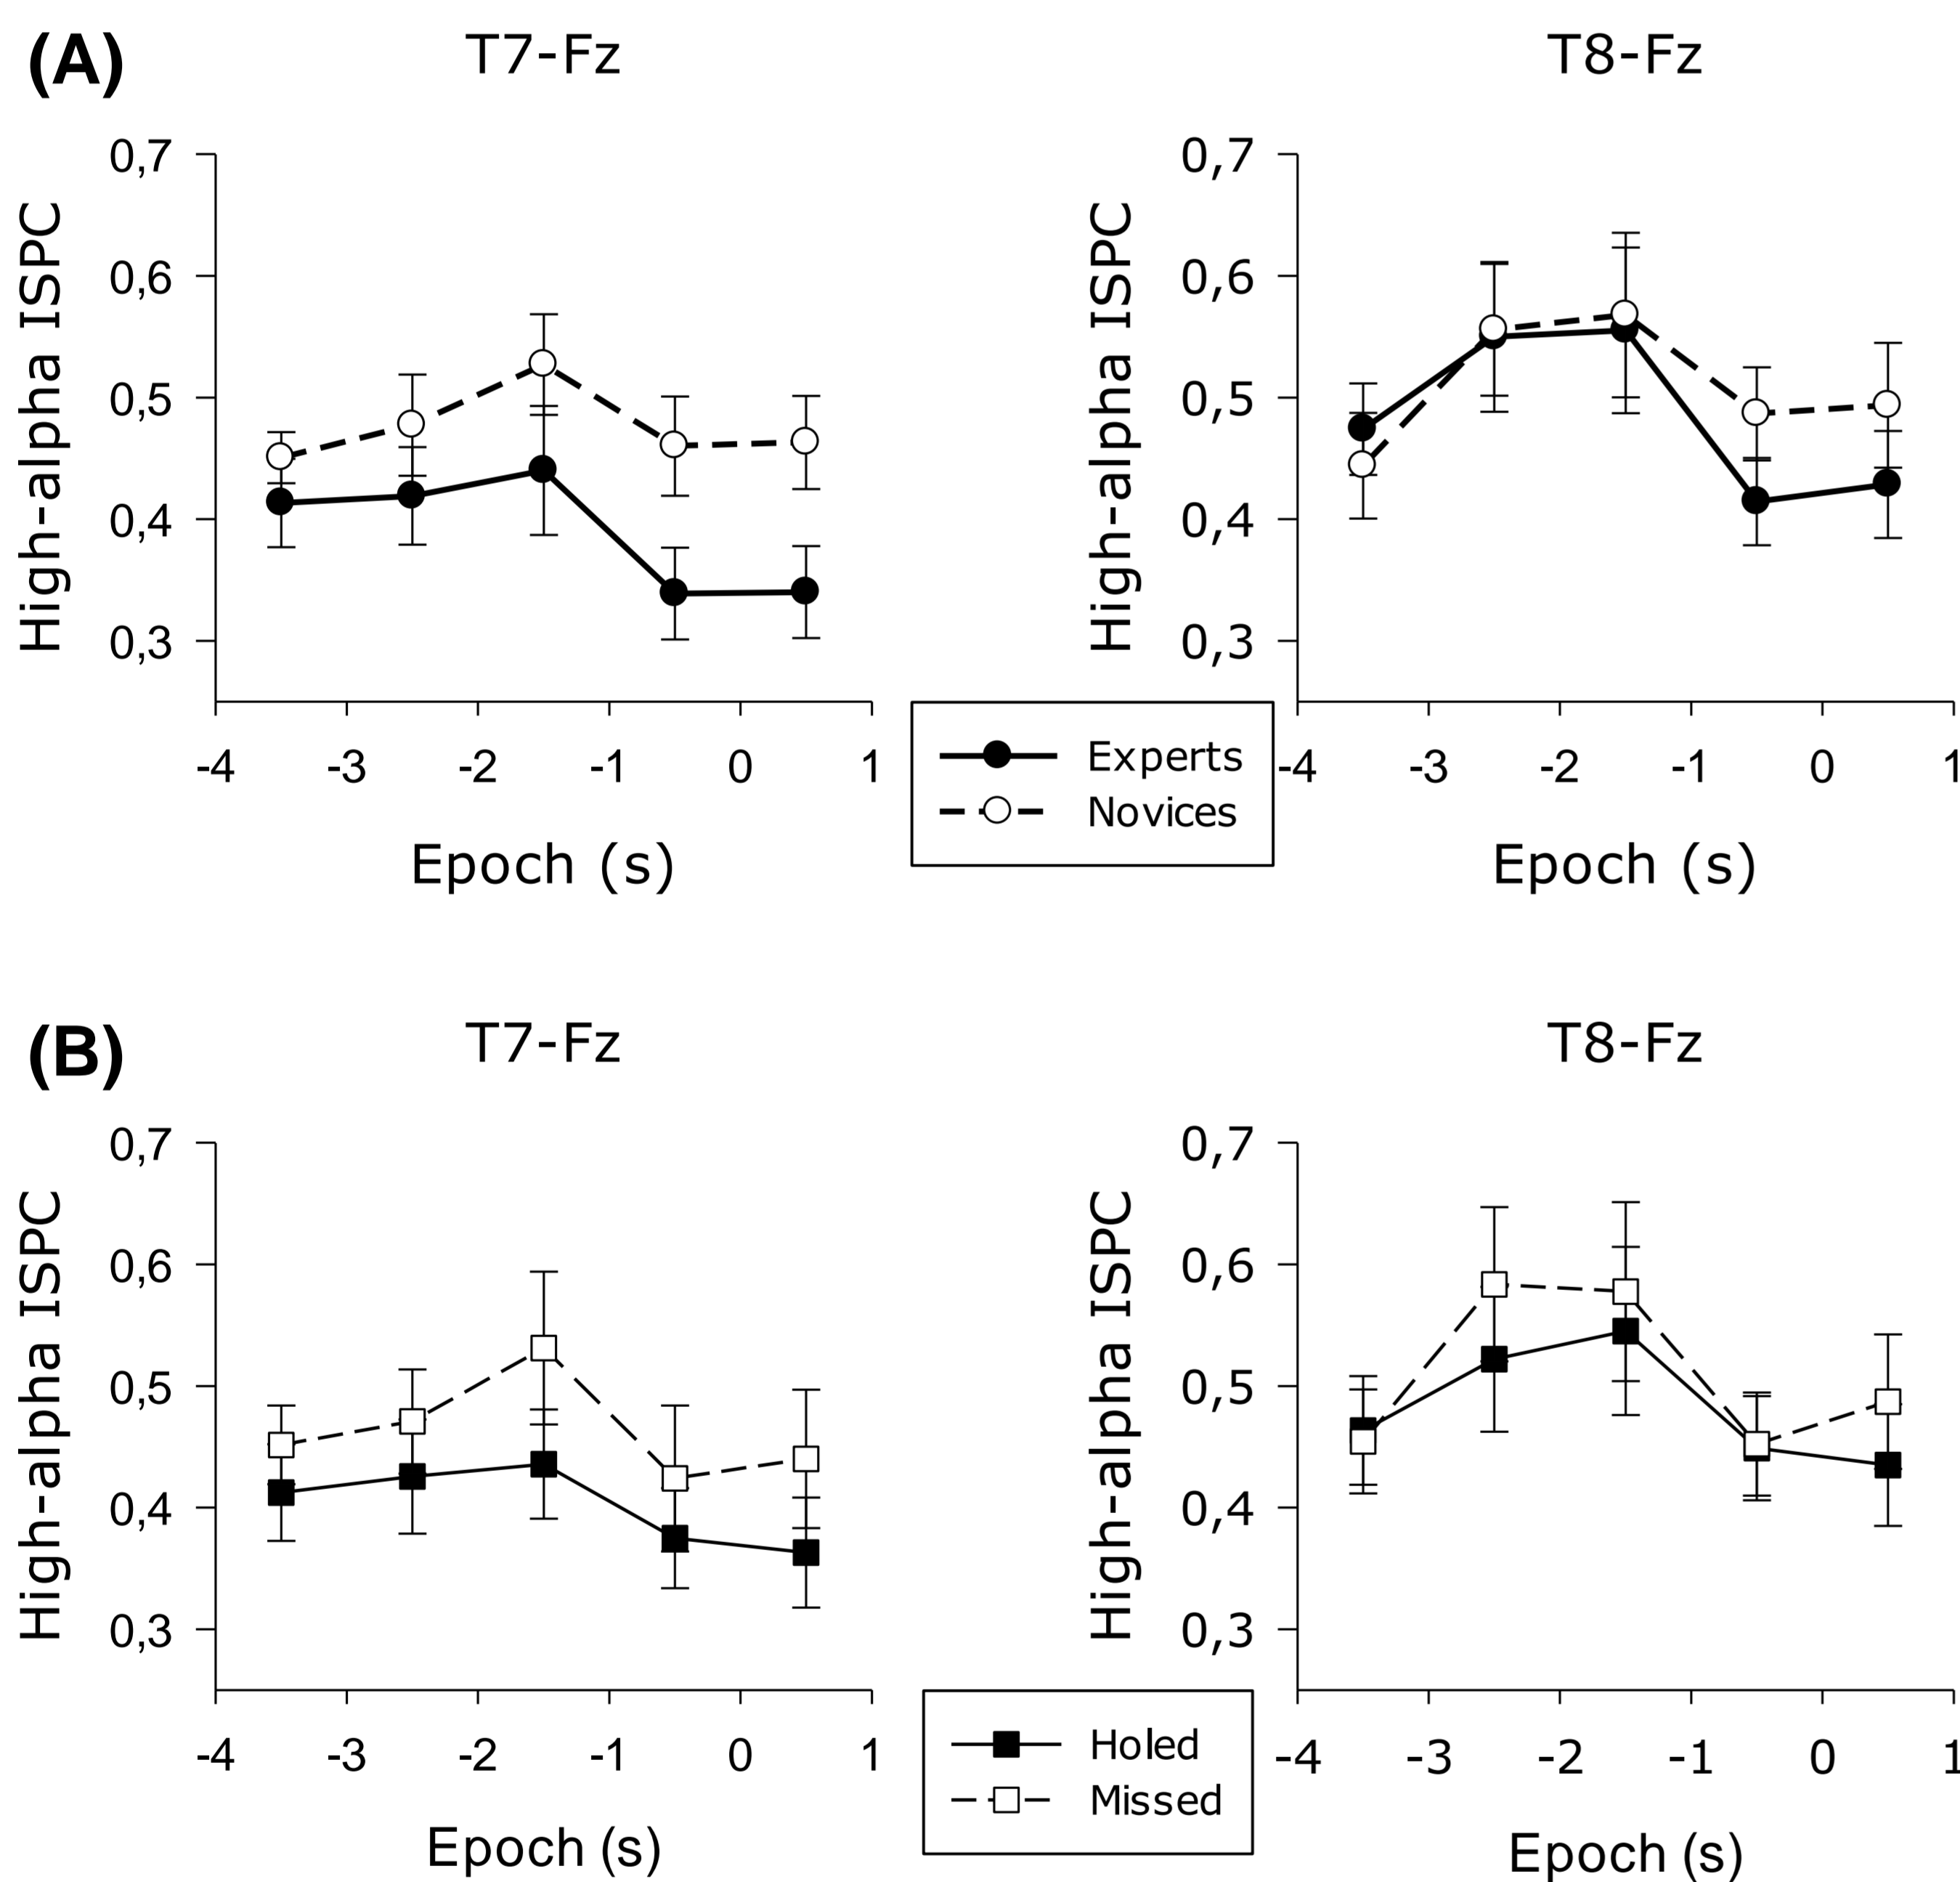 (A)
T7-Fz
T8-Fz
High-alpha ISPC
0,7
0,6
0,5
0,4
0,3
-4 -3 -2 -1 0 1
Epoch (s)
High-alpha ISPC
0,7
0,6
0,5
0,4
0,3
-4 -3 -2 -1 0 1
Epoch (s)
Experts
Novices
(B)
T7-Fz
T8-Fz
High-alpha ISPC
0,7
0,6
0,5
0,4
0,3
-4 -3 -2 -1 0 1
Epoch (s)
High-alpha ISPC
0,7
0,6
0,5
0,4
0,3
-4 -3 -2 -1 0 1
Epoch (s)
Holed
Missed